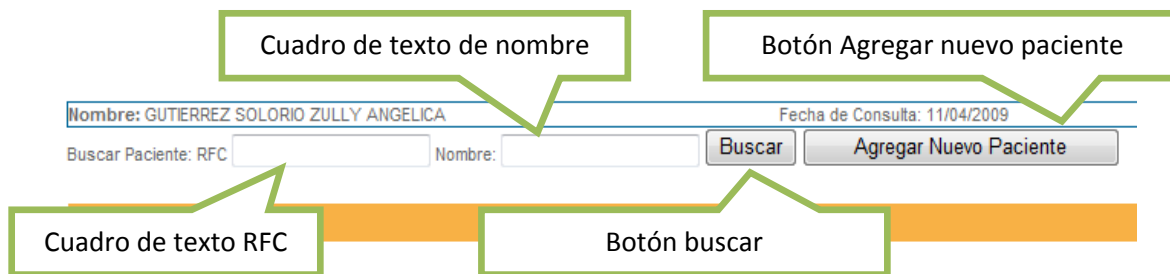 Cuadro de texto de nombre
Botón Agregar nuevo paciente
Nombre: GUTIERREZ SOLORIO ZULLY ANGELICA Fecha de Consulta: 11/04/2009
Buscar Paciente: RFC Nombre: Buscar Agregar Nuevo Paciente
Cuadro de texto RFC
Botón buscar